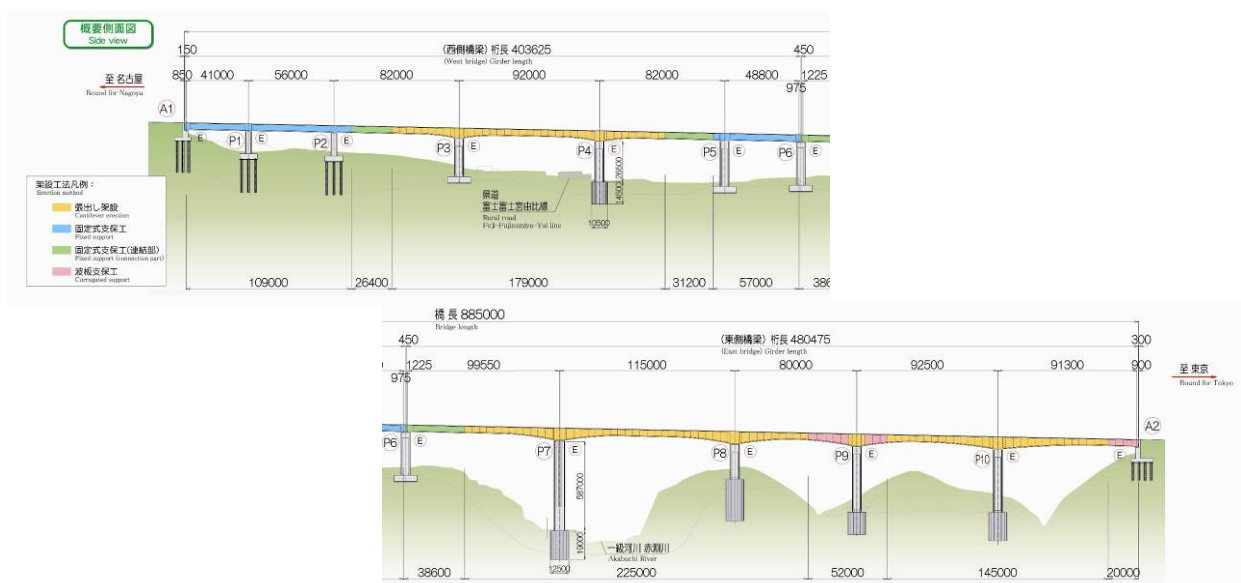 概要側面図
Side view
(西側橋梁) 桁長 403625
(West bridge) Girder length
150
450
至 名古屋
Round for Nagoya
850
41000
56000
82000
92000
82000
48800
1225
975
A1
E
P1
E
P2
E
P3
E
P4
E
P5
E
P6
E
26500
14500
10500
県道
富士富士宮由比線
Rural road
Fuji-Fujinomiya-Yui line
架設工法凡例：
Erection method
張出し架設
Cantilever erection
固定式支保工
Fixed support
固定式支保工(連結部)
Fixed support (connection part)
波板支保工
Corrugated support
109000
26400
179000
31200
57000
橋 長 885000
Bridge length
450
(東側橋梁) 桁長 480475
(East bridge) Girder length
300
1225
99550
115000
80000
92500
91300
900
975
至 東京
Round for Tokyo
P6
E
P7
E
P8
E
P9
E
P10
E
E
A2
587000
19000
12500
一級河川 赤淵川
Akabuchi River
38600
225000
52000
145000
20000